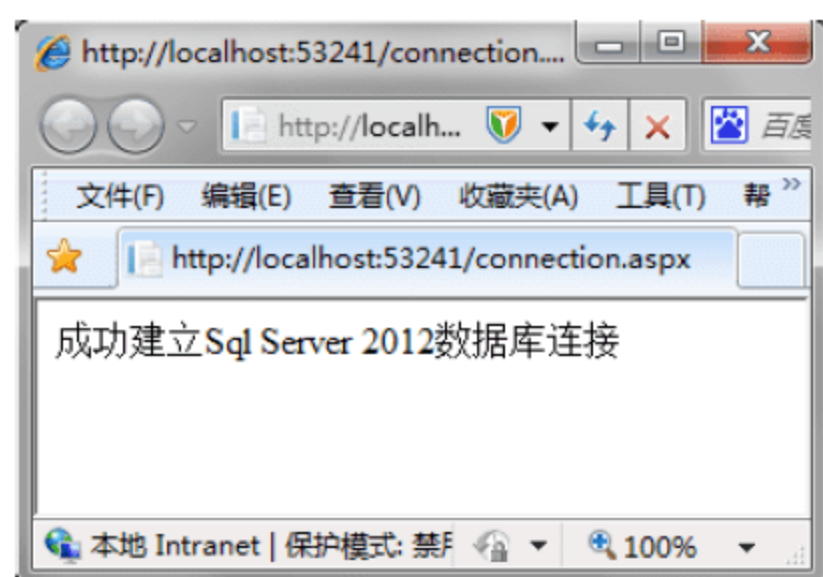 http://localhost:53241/connection....
http://localh... 百度
文件(F) 编辑(E) 查看(V) 收藏夹(A) 工具(T) 帮 »
http://localhost:53241/connection.aspx
成功建立Sql Server 2012数据库连接
本地 Intranet | 保护模式: 禁用 100%